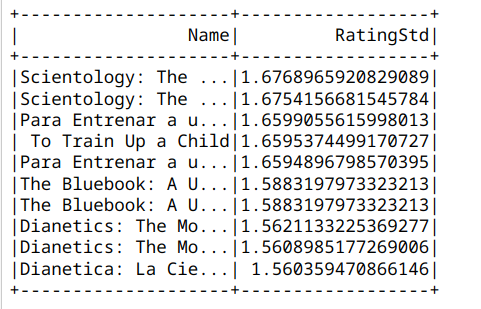 +--------------------+------------------+
|                Name|         RatingStd|
+--------------------+------------------+
|Scientology: The ...|1.6768965920829089|
|Scientology: The ...|1.6754156681545784|
|Para Entrenar a u...|1.6599055615998013|
| To Train Up a Child|1.6595374499170727|
|Para Entrenar a u...|1.6594896798570395|
|The Bluebook: A U...|1.5883197973323213|
|The Bluebook: A U...|1.5883197973323213|
|Dianetics: The Mo...|1.5621133225369277|
|Dianetics: The Mo...|1.5608985177269006|
|Dianetica: La Cie...| 1.560359470866146|
+--------------------+------------------+